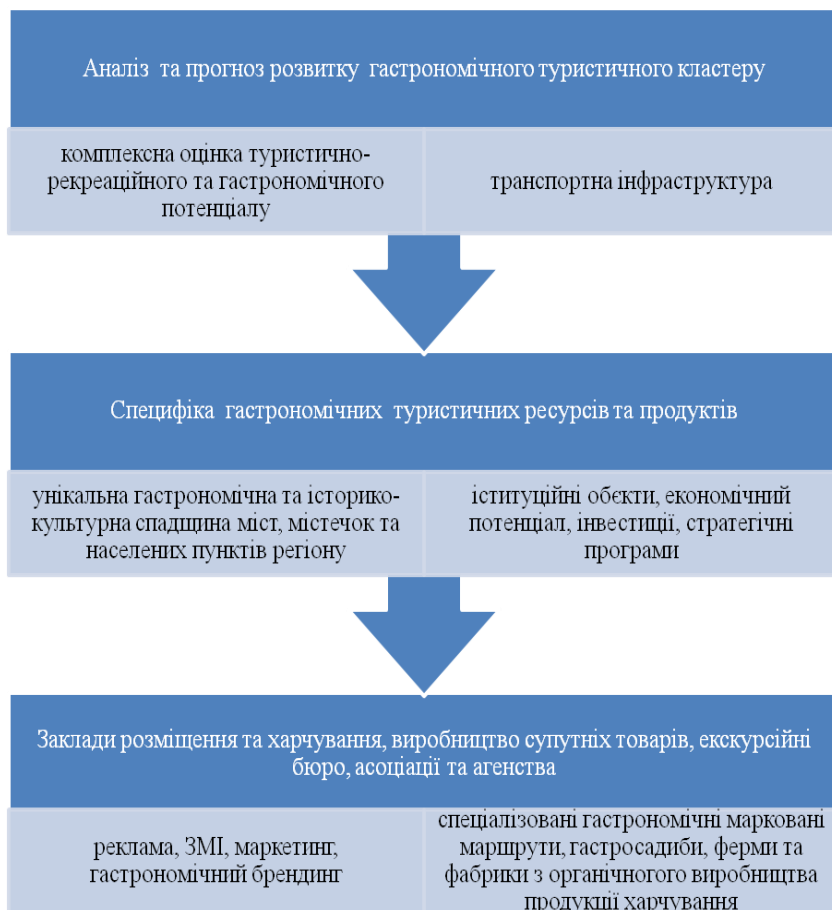 Аналіз та прогноз розвитку гастрономічного туристичного кластеру
комплексна оцінка туристично-
рекреаційного та гастрономічного
потенціалу
транспортна інфраструктура
Специфіка гастрономічних туристичних ресурсів та продуктів
унікальна гастрономічна та історико-
культурна спадщина міст, містечок та
населених пунктів регіону
іституційні обєкти, економічний
потенціал, інвестиції, стратегічні
програми
Заклади розміщення та харчування, виробництво супутніх товарів, екскурсійні
бюро, асоціації та агенства
реклама, ЗМІ, маркетинг,
гастрономічний брендинг
спеціалізовані гастрономічні марковані
маршрути, гастросадиби, ферми та
фабрики з органічного виробництва
продукції харчування